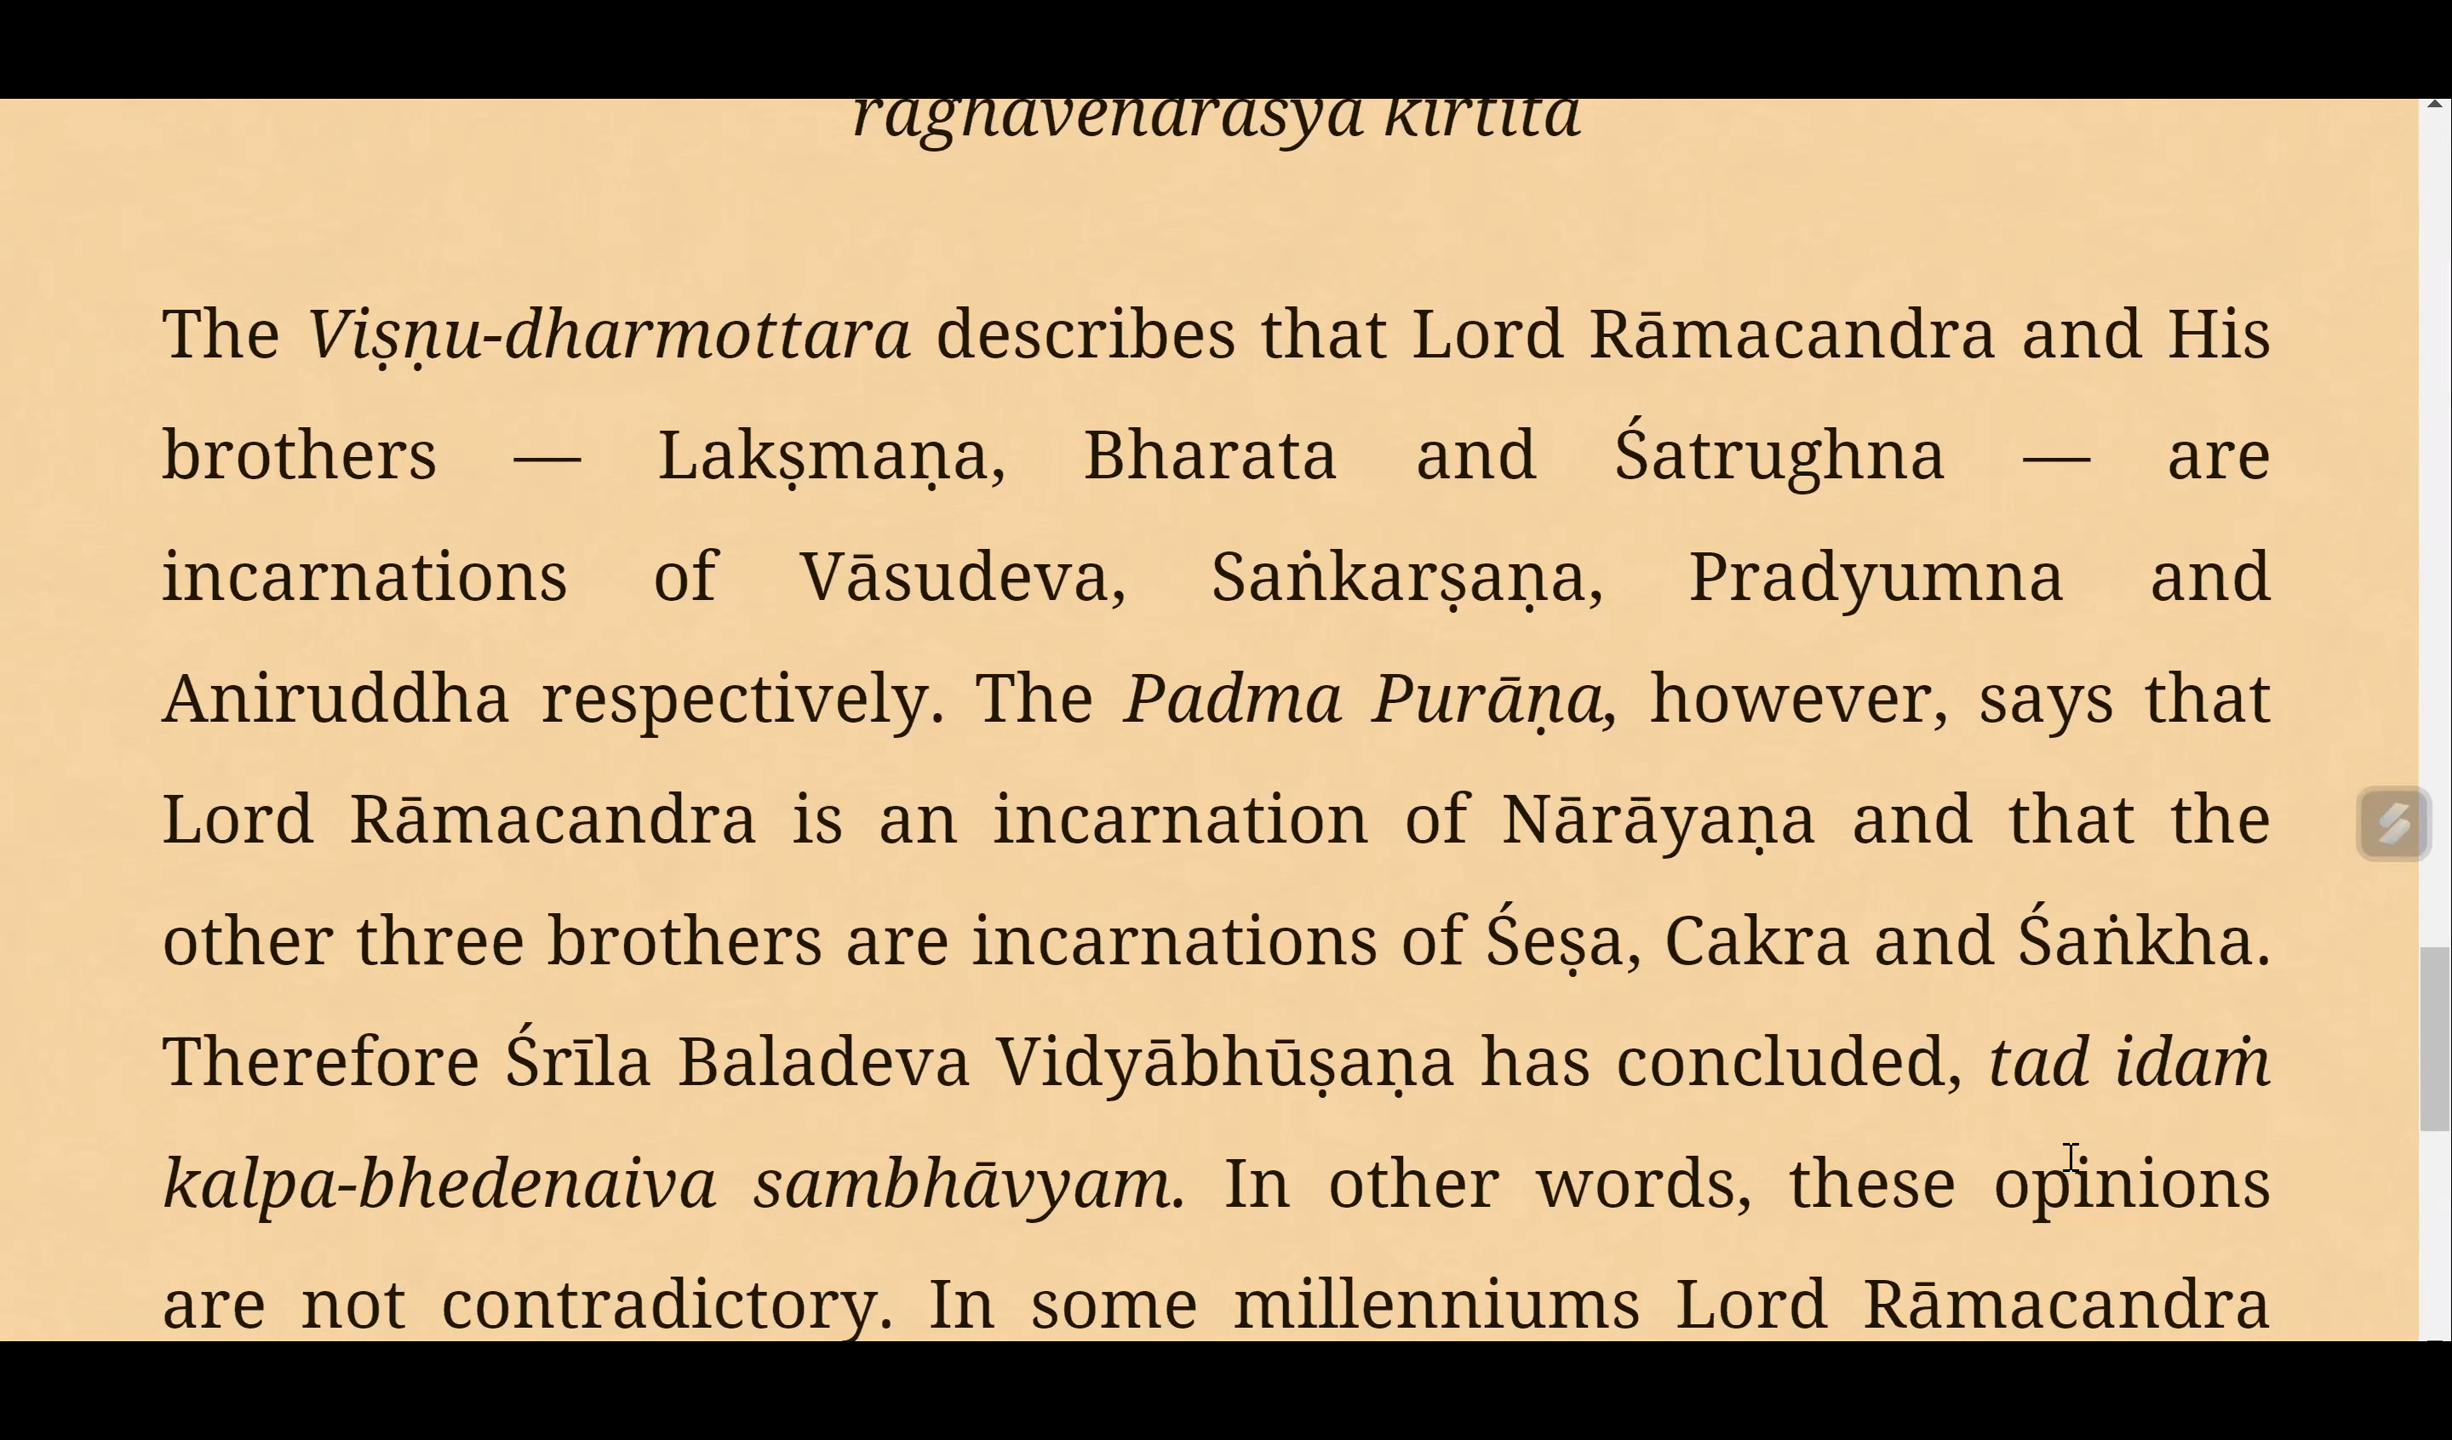 rāghavendrasya kīrtitā
The Viṣṇu-dharmottara describes that Lord Rāmacandra and His
brothers — Lakṣmaṇa, Bharata and Śatrughna — are
incarnations of Vāsudeva, Saṅkarṣaṇa, Pradyumna and
Aniruddha respectively. The Padma Purāṇa, however, says that
Lord Rāmacandra is an incarnation of Nārāyaṇa and that the
other three brothers are incarnations of Śeṣa, Cakra and Śaṅkha.
Therefore Śrīla Baladeva Vidyābhūṣaṇa has concluded, tad idaṁ
kalpa-bhedenaiva sambhāvyam. In other words, these opinions
are not contradictory. In some millenniums Lord Rāmacandra